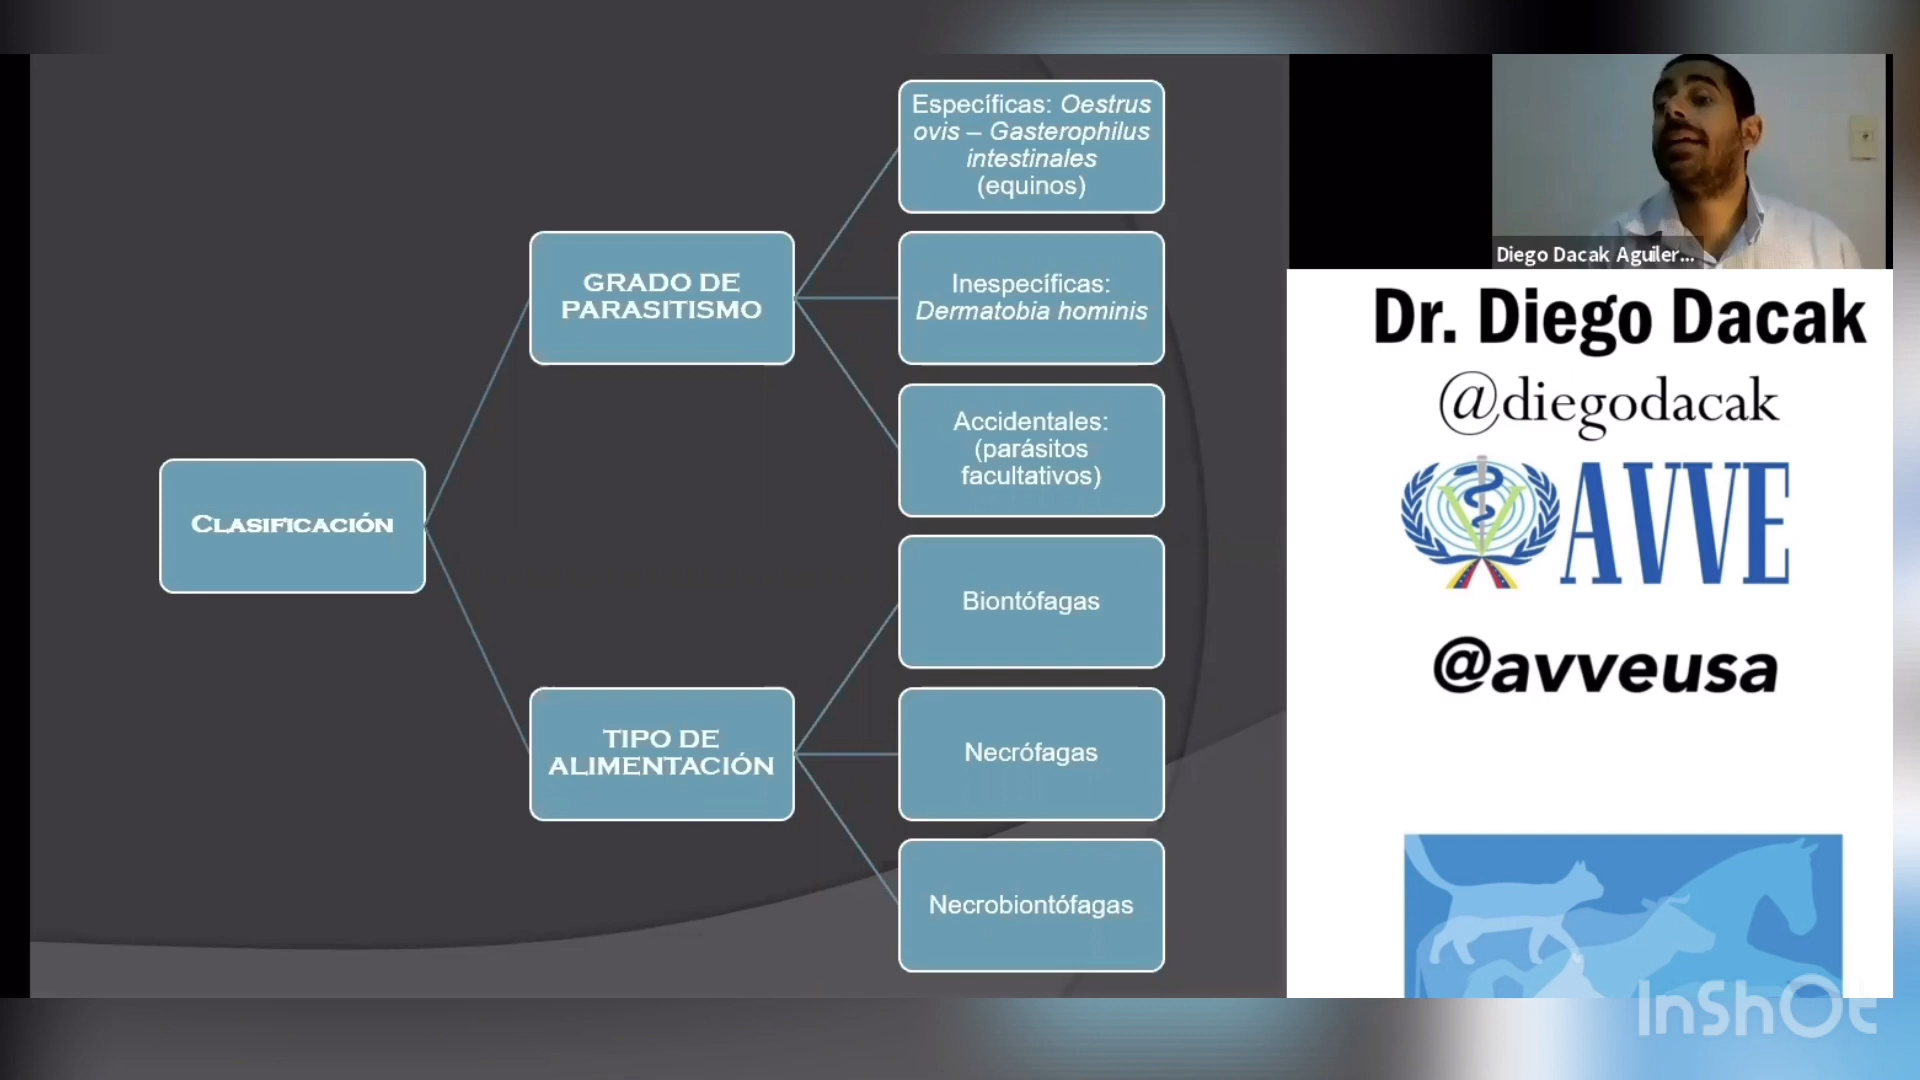 Específicas: Oestrus
ovis – Gasterophilus
intestinales
(equinos)
GRADO DE
PARASITISMO
Inespecíficas:
Dermatobia hominis
Accidentales:
(parásitos
facultativos)
Clasificación
Biontófagas
TIPO DE
ALIMENTACIÓN
Necrófagas
Necrobiontófagas
Diego Dacak Aguiler...
Dr. Diego Dacak
@diegodacak
AVVE
@avveusa
InShOt